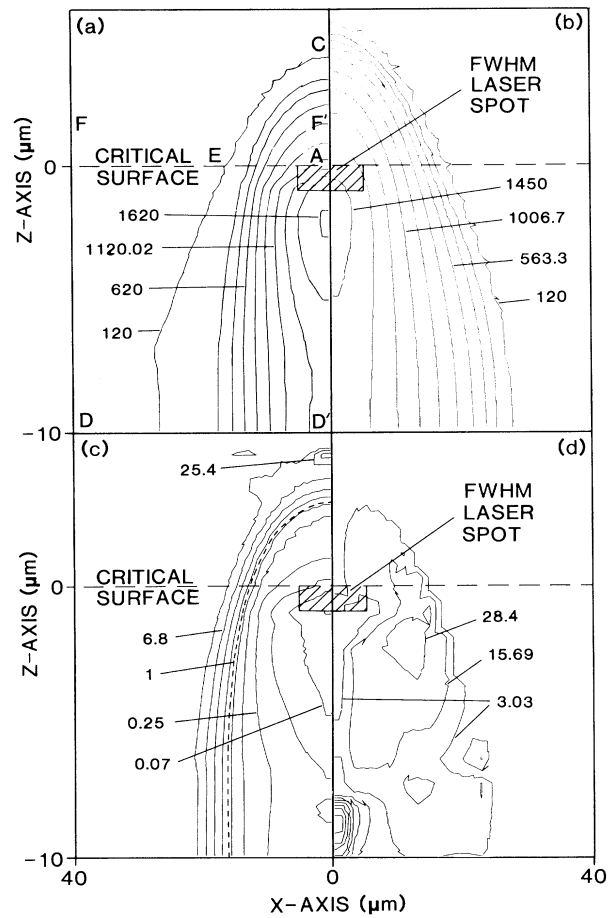 (a)
(b)
C
FWHM
LASER
SPOT
F
F'
Z-AXIS (μm)
0
CRITICAL
SURFACE
E
A
1620
1120.02
620
120
1450
1006.7
563.3
120
D
D'
-10
(c)
(d)
25.4
FWHM
LASER
SPOT
Z-AXIS (μm)
0
CRITICAL
SURFACE
6.8
1
0.25
0.07
28.4
15.69
3.03
-10
40
0
40
X-AXIS (μm)